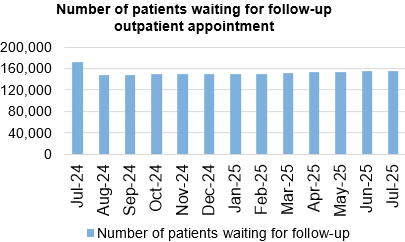 Number of patients waiting for follow-up
outpatient appointment
200,000
160,000
120,000
80,000
40,000
0
Jul-24
Aug-24
Sep-24
Oct-24
Nov-24
Dec-24
Jan-25
Feb-25
Mar-25
Apr-25
May-25
Jun-25
Jul-25
Number of patients waiting for follow-up